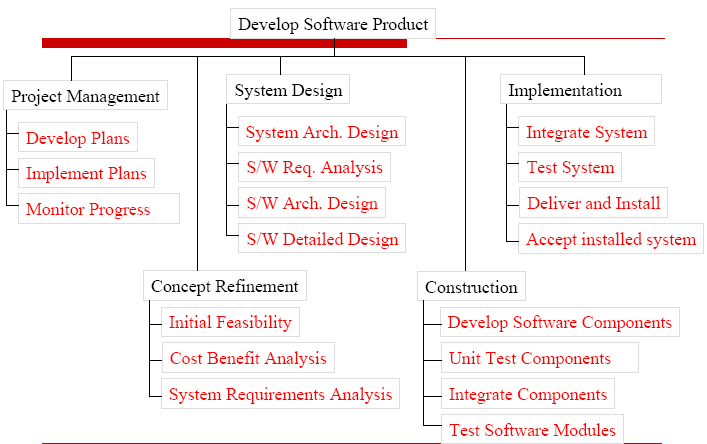 Develop Software Product
Project Management
Develop Plans
Implement Plans
Monitor Progress
System Design
System Arch. Design
S/W Req. Analysis
S/W Arch. Design
S/W Detailed Design
Implementation
Integrate System
Test System
Deliver and Install
Accept installed system
Concept Refinement
Initial Feasibility
Cost Benefit Analysis
System Requirements Analysis
Construction
Develop Software Components
Unit Test Components
Integrate Components
Test Software Modules